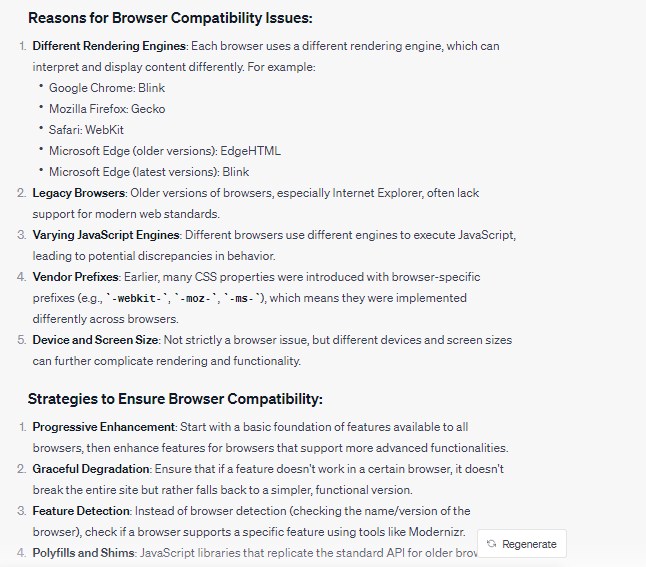 Reasons for Browser Compatibility Issues:
1. Different Rendering Engines: Each browser uses a different rendering engine, which can
interpret and display content differently. For example:
• Google Chrome: Blink
• Mozilla Firefox: Gecko
• Safari: WebKit
• Microsoft Edge (older versions): EdgeHTML
• Microsoft Edge (latest versions): Blink
2. Legacy Browsers: Older versions of browsers, especially Internet Explorer, often lack
support for modern web standards.
3. Varying JavaScript Engines: Different browsers use different engines to execute JavaScript,
leading to potential discrepancies in behavior.
4. Vendor Prefixes: Earlier, many CSS properties were introduced with browser-specific
prefixes (e.g., `-webkit-`, `-moz-`, `-ms-`), which means they were implemented
differently across browsers.
5. Device and Screen Size: Not strictly a browser issue, but different devices and screen sizes
can further complicate rendering and functionality.
Strategies to Ensure Browser Compatibility:
1. Progressive Enhancement: Start with a basic foundation of features available to all
browsers, then enhance features for browsers that support more advanced functionalities.
2. Graceful Degradation: Ensure that if a feature doesn't work in a certain browser, it doesn't
break the entire site but rather falls back to a simpler, functional version.
3. Feature Detection: Instead of browser detection (checking the name/version of the
browser), check if a browser supports a specific feature using tools like Modernizr.
4. Polyfills and Shims: JavaScript libraries that replicate the standard API for older
Regenerate